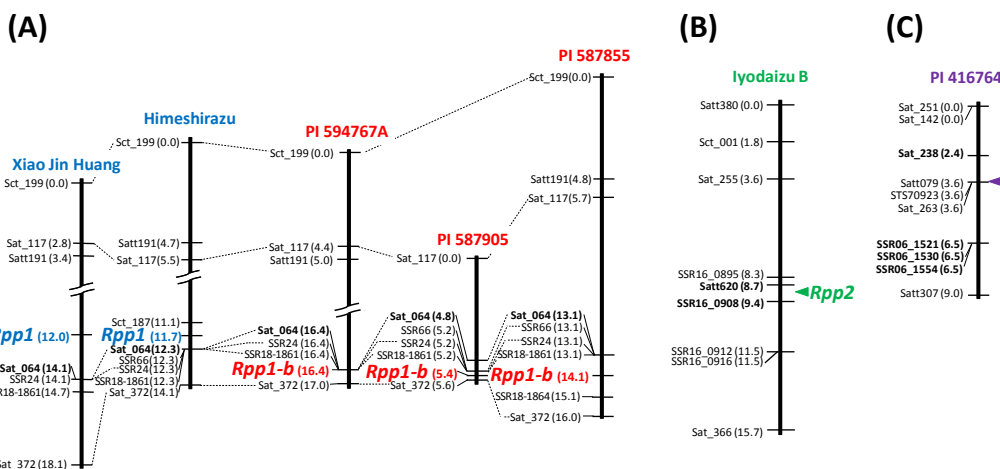 (A)
Xiao Jin Huang
Sct_199 (0.0)
Sat_117 (2.8)
Satt191 (3.4)
(12.0)
Sat_064 (14.1)
SSR24 (14.1)
SSR18-1861 (14.7)
Sat_372 (18.1)
Himeshirazu
Sct_199 (0.0)
Satt191(4.7)
Sat_117(5.5)
Sct_187(11.1)
Rpp1 (11.7)
Sat_064(12.3)
SSR66(12.3)
SSR24(12.3)
SSR18-1861(12.3)
Sat_372(14.1)
PI 594767A
Sct_199 (0.0)
Sat_117 (4.4)
Satt191 (5.0)
Sat_064 (16.4)
SSR24 (16.4)
SSR18-1861 (16.4)
Rpp1-b (16.4)
Sat_372 (17.0)
PI 587905
Sat_117 (0.0)
Sat_064 (4.8)
SSR66 (5.2)
SSR24 (5.2)
SSR18-1861 (5.2)
Rpp1-b (5.4)
Sat_372 (5.6)
PI 587855
Sct_199(0.0)
Satt191(4.8)
Sat_117(5.7)
Sat_064 (13.1)
SSR66 (13.1)
SSR24 (13.1)
SSR18-1861 (13.1)
Rpp1-b (14.1)
SSR18-1864 (15.1)
Sat_372 (16.0)
(B)
Iyodaizu B
Satt380 (0.0)
Sct_001 (1.8)
Sat_255 (3.6)
SSR16_0895 (8.3)
Satt620 (8.7)
Rpp2
SSR16_0908 (9.4)
SSR16_0912 (11.5)
SSR16_0916 (11.5)
Sat_366 (15.7)
(C)
PI 416764
Sat_251 (0.0)
Sat_142 (0.0)
Sat_238 (2.4)
Satt079 (3.6)
STS70923 (3.6)
Sat_263 (3.6)
SSR06_1521 (6.5)
SSR06_1530 (6.5)
SSR06_1554 (6.5)
Satt307 (9.0)